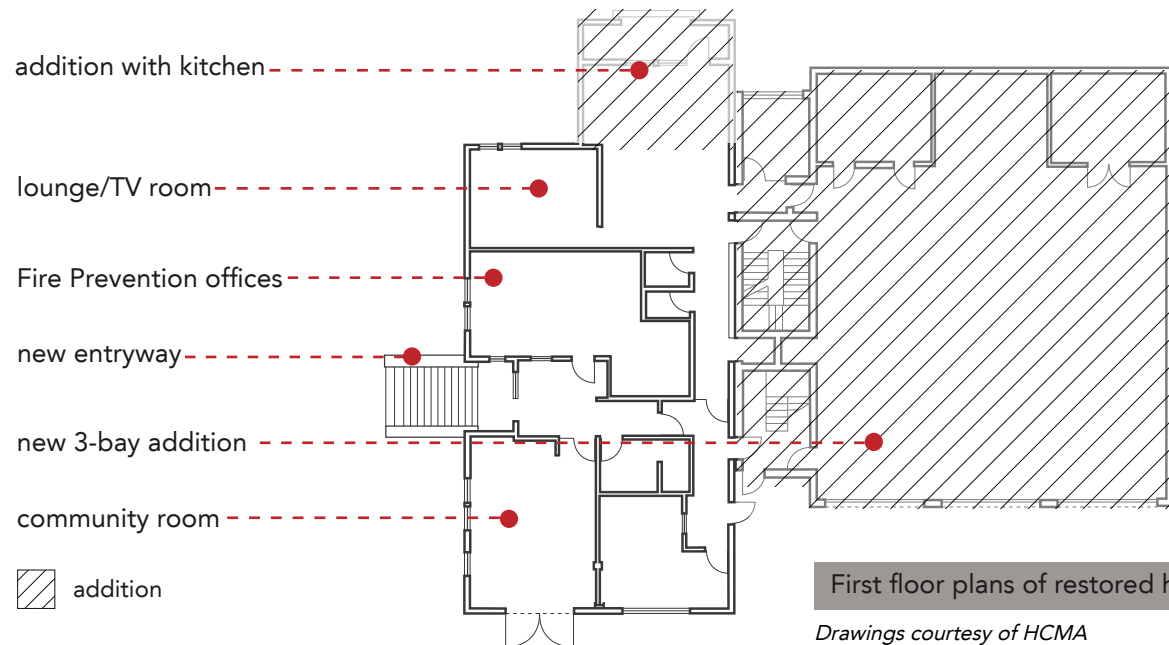 addition with kitchen
lounge/TV room
Fire Prevention offices
new entryway
new 3-bay addition
community room
addition
First floor plans of restored
Drawings courtesy of HCMA